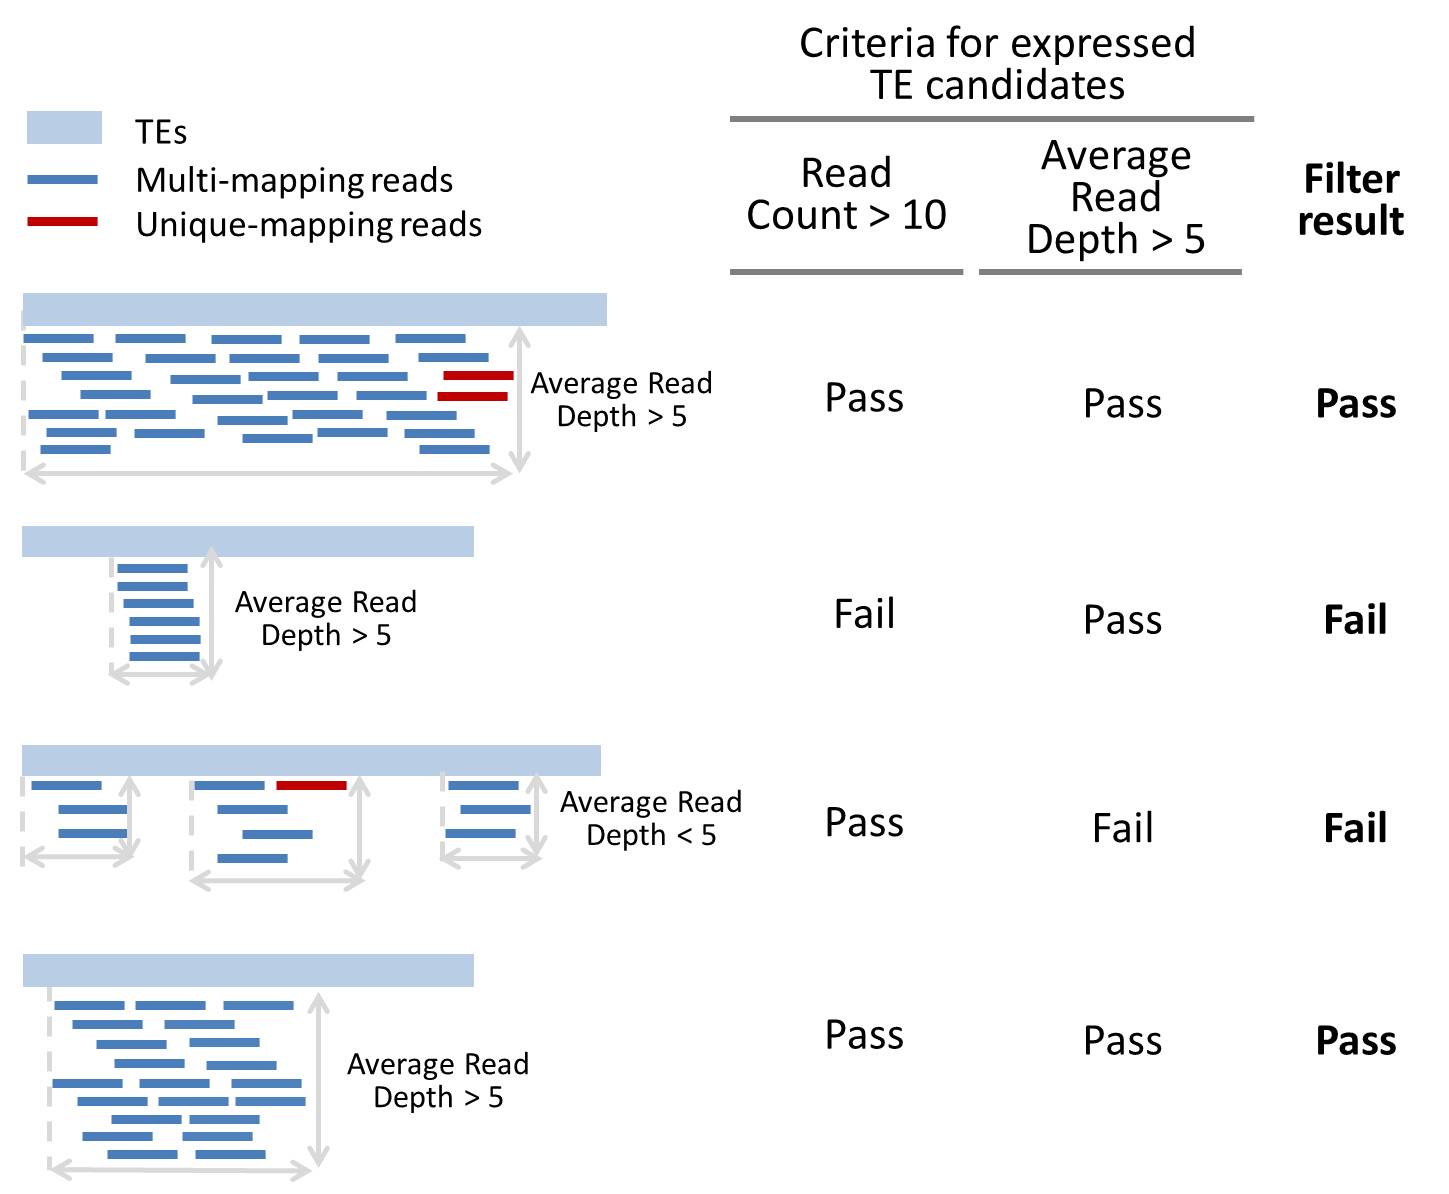 Criteria for expressed
TE candidates
TEs
Multi-mapping reads
Unique-mapping reads
Read
Count > 10
Average
Read
Depth > 5
Filter
result
Average Read
Depth > 5
Pass
Pass
Pass
Average Read
Depth > 5
Fail
Pass
Fail
Average Read
Depth < 5
Pass
Fail
Fail
Average Read
Depth > 5
Pass
Pass
Pass